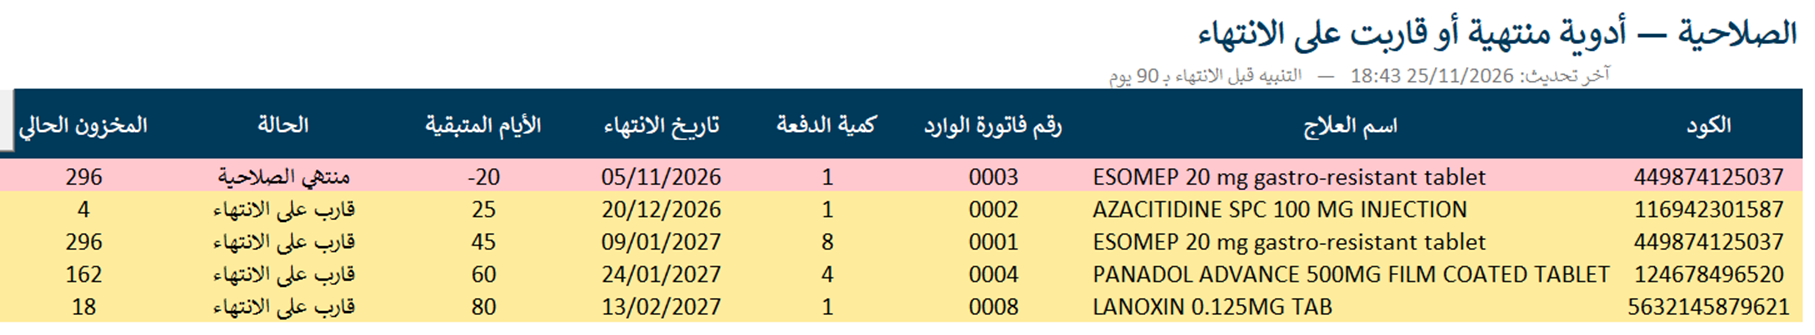 الصلاحية — أدوية منتهية أو قاربت على الانتهاء
آخر تحديث: 25/11/2026 18:43 — التنبيه قبل الانتهاء بـ 90 يوم
الكود اسم العلاج رقم فاتورة الوارد كمية الدفعة تاريخ الانتهاء الأيام المتبقية الحالة المخزون الحالي
449874125037 ESOMEP 20 mg gastro-resistant tablet 0003 1 05/11/2026 -20 منتهي الصلاحية 296
116942301587 AZACITIDINE SPC 100 MG INJECTION 0002 1 20/12/2026 25 قارب على الانتهاء 4
449874125037 ESOMEP 20 mg gastro-resistant tablet 0001 8 09/01/2027 45 قارب على الانتهاء 296
124678496520 PANADOL ADVANCE 500MG FILM COATED TABLET 0004 4 24/01/2027 60 قارب على الانتهاء 162
5632145879621 LANOXIN 0.125MG TAB 0008 1 13/02/2027 80 قارب على الانتهاء 18